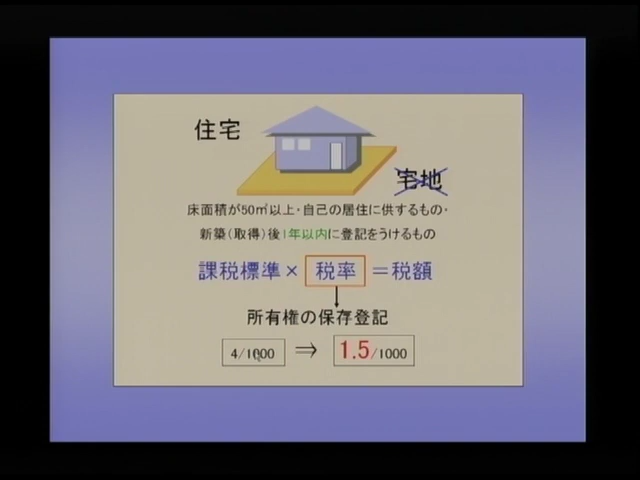 住宅
宅地
床面積が50㎡以上・自己の居住に供するもの・
新築(取得)後1年以内に登記をうけるもの
課税標準×税率=税額
所有権の保存登記
4/1000 ⇒ 1.5/1000